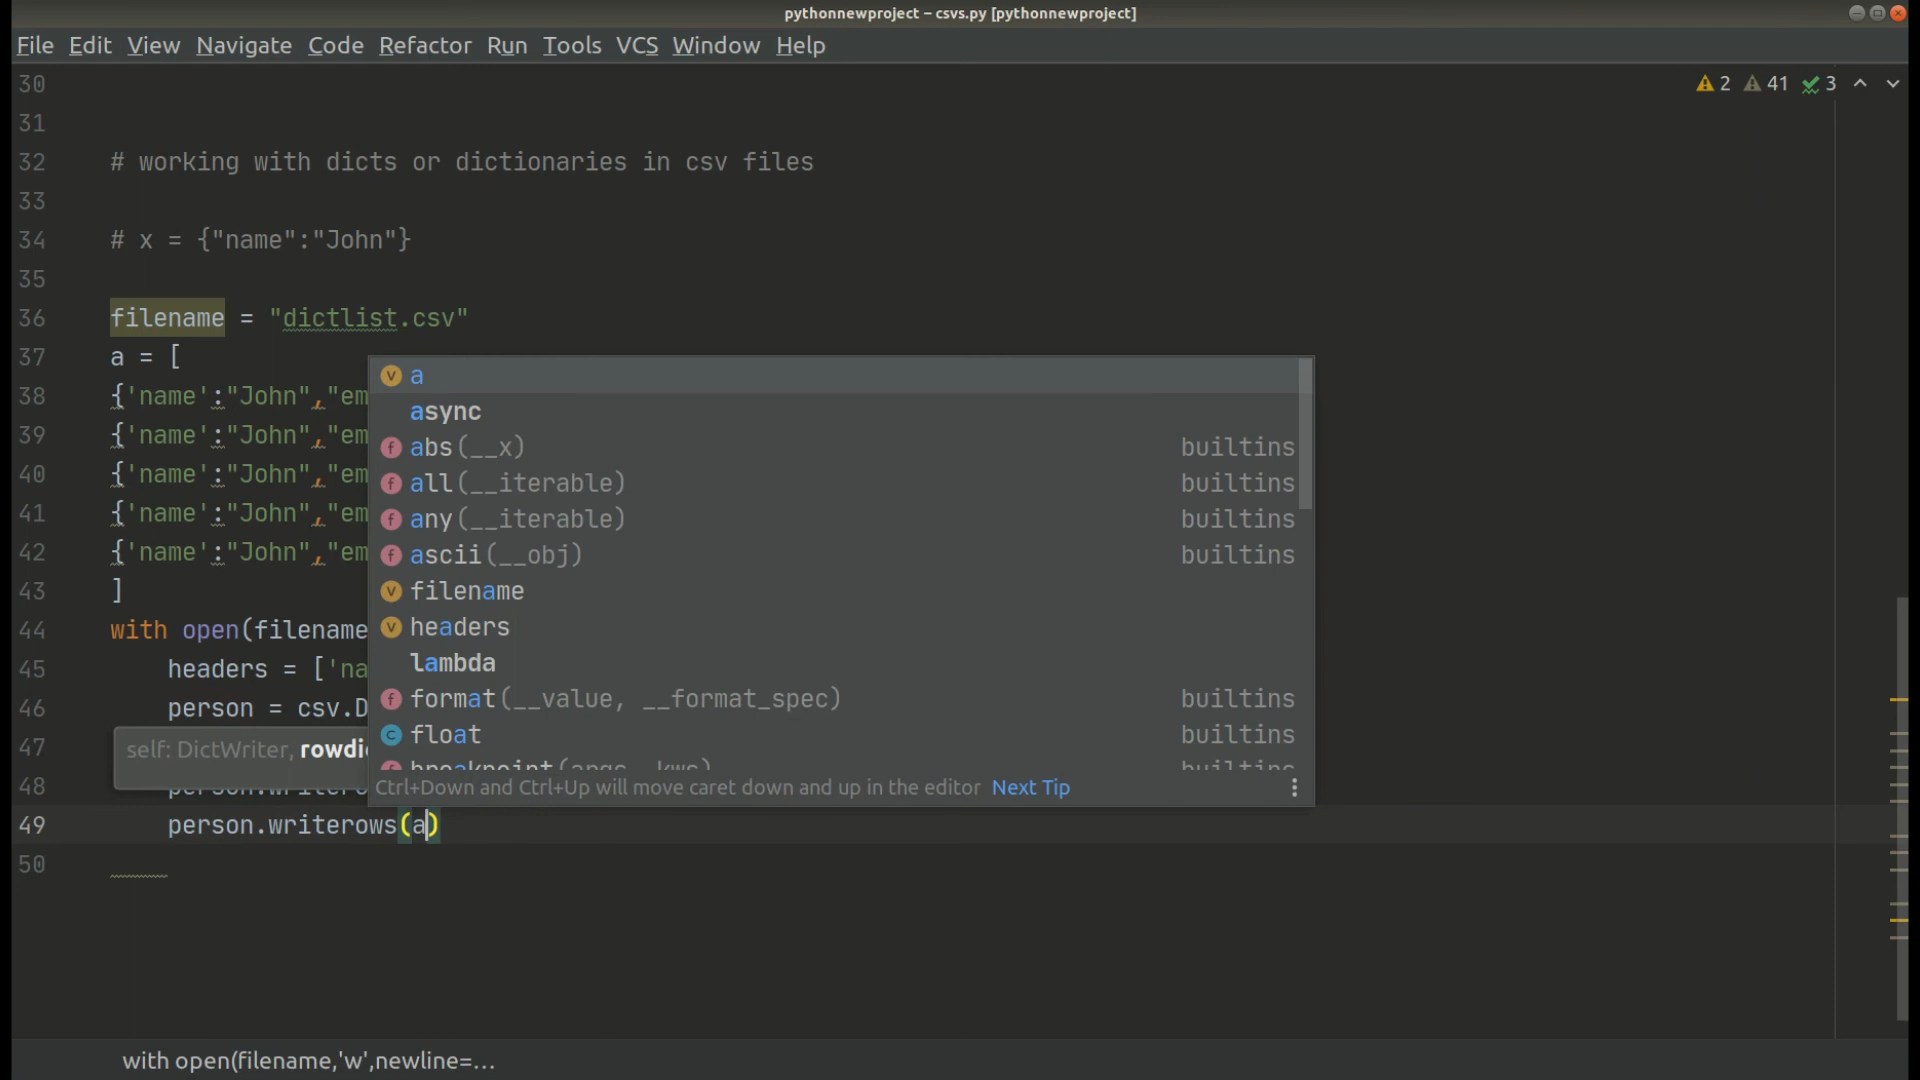 pythonnewproject – csvs.py [pythonnewproject]
File Edit View Navigate Code Refactor Run Tools VCS Window Help
30
2 41 3
31
32 # working with dicts or dictionaries in csv files
33
34 # x = {"name":"John"}
35
36 filename = "dictlist.csv"
37 a = [
a
38 {'name':"John","em
async
39 {'name':"John","em
abs(__x) builtins
40 {'name':"John","em
all(__iterable) builtins
41 {'name':"John","em
any(__iterable) builtins
42 {'name':"John","em
ascii(__obj) builtins
43 ]
filename
44 with open(filename
headers
45 headers = ['na
lambda
46 person = csv.D
format(__value, __format_spec) builtins
float builtins
47
self: DictWriter, rowdi
breakpoint(args, kws) builtins
48 person.writero
Ctrl+Down and Ctrl+Up will move caret down and up in the editor Next Tip
49 person.writerows(a)
50
with open(filename,'w',newline=...